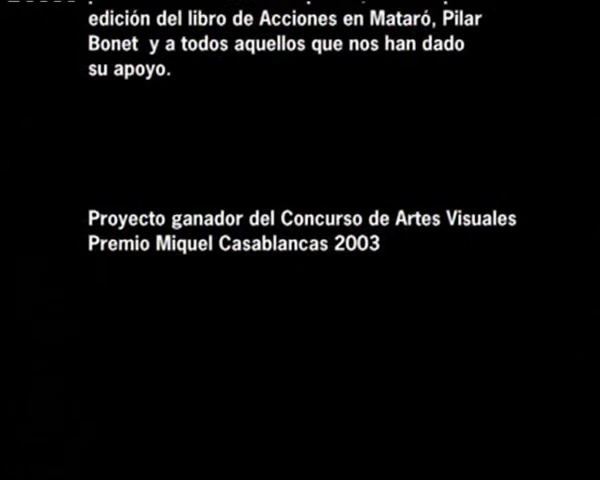 edición del libro de Acciones en Mataró, Pilar
Bonet y a todos aquellos que nos han dado
su apoyo.
Proyecto ganador del Concurso de Artes Visuales
Premio Miquel Casablancas 2003